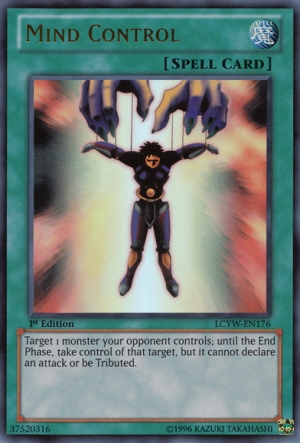 MIND CONTROL
[SPELL CARD]
1st Edition
LCYW-EN176
Target 1 monster your opponent controls; until the End
Phase, take control of that target, but it cannot declare
an attack or be Tributed.
37520316
©1996 KAZUKI TAKAHASHI